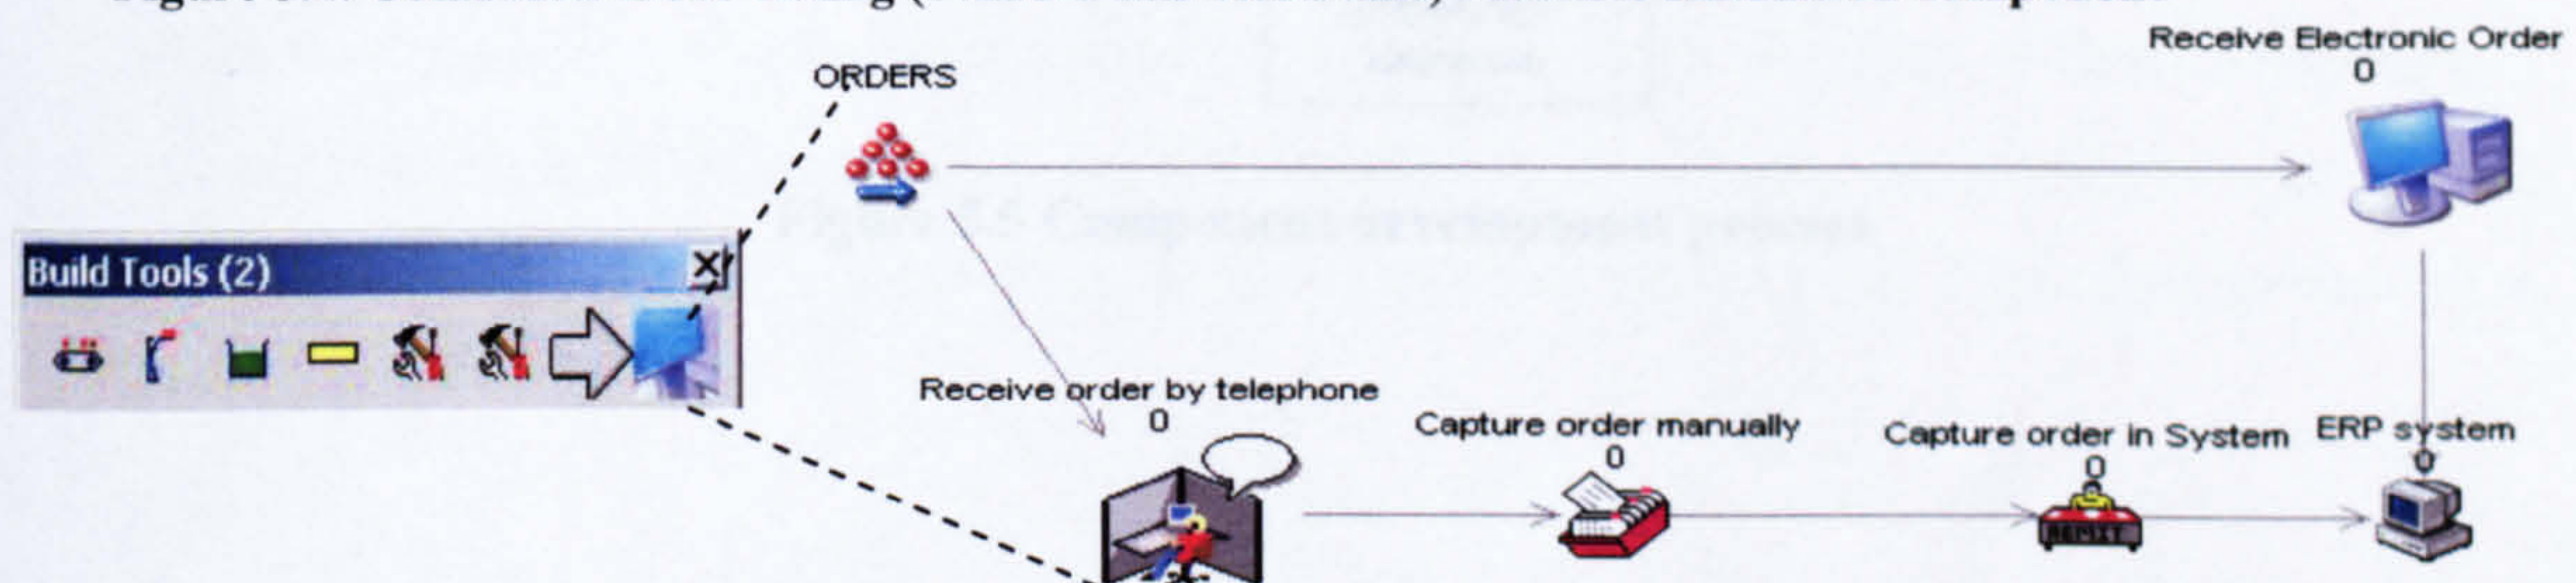 ORDERS
Receive Electronic Order
0
Build Tools (2)
Receive order by telephone
0
Capture order manually
0
Capture order in System
0
ERP system
0
REMIT